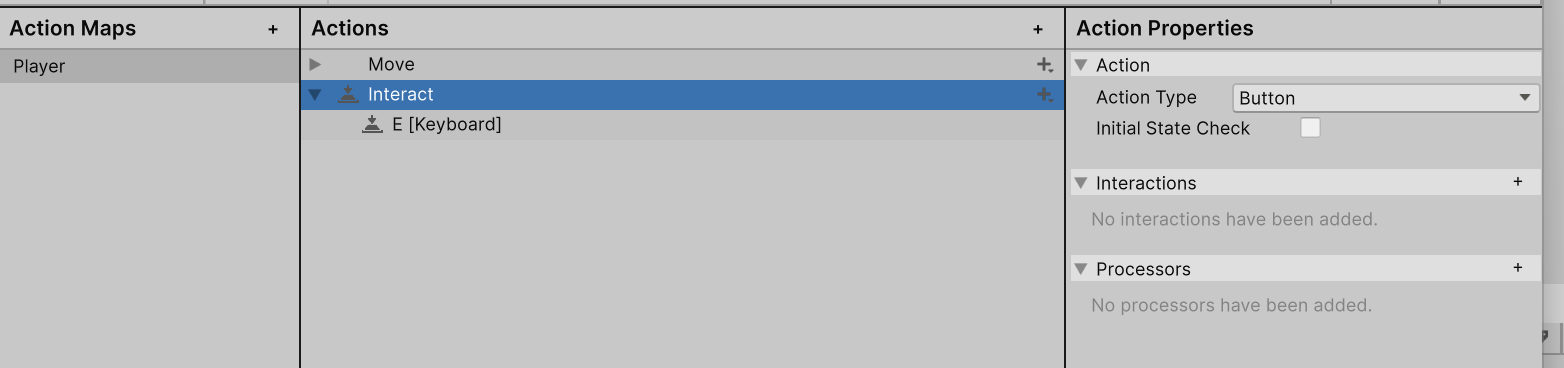 Action Maps +
Player
Actions +
Move
Interact
E [Keyboard]
Action Properties
Action
Action Type Button
Initial State Check
Interactions +
No interactions have been added.
Processors +
No processors have been added.